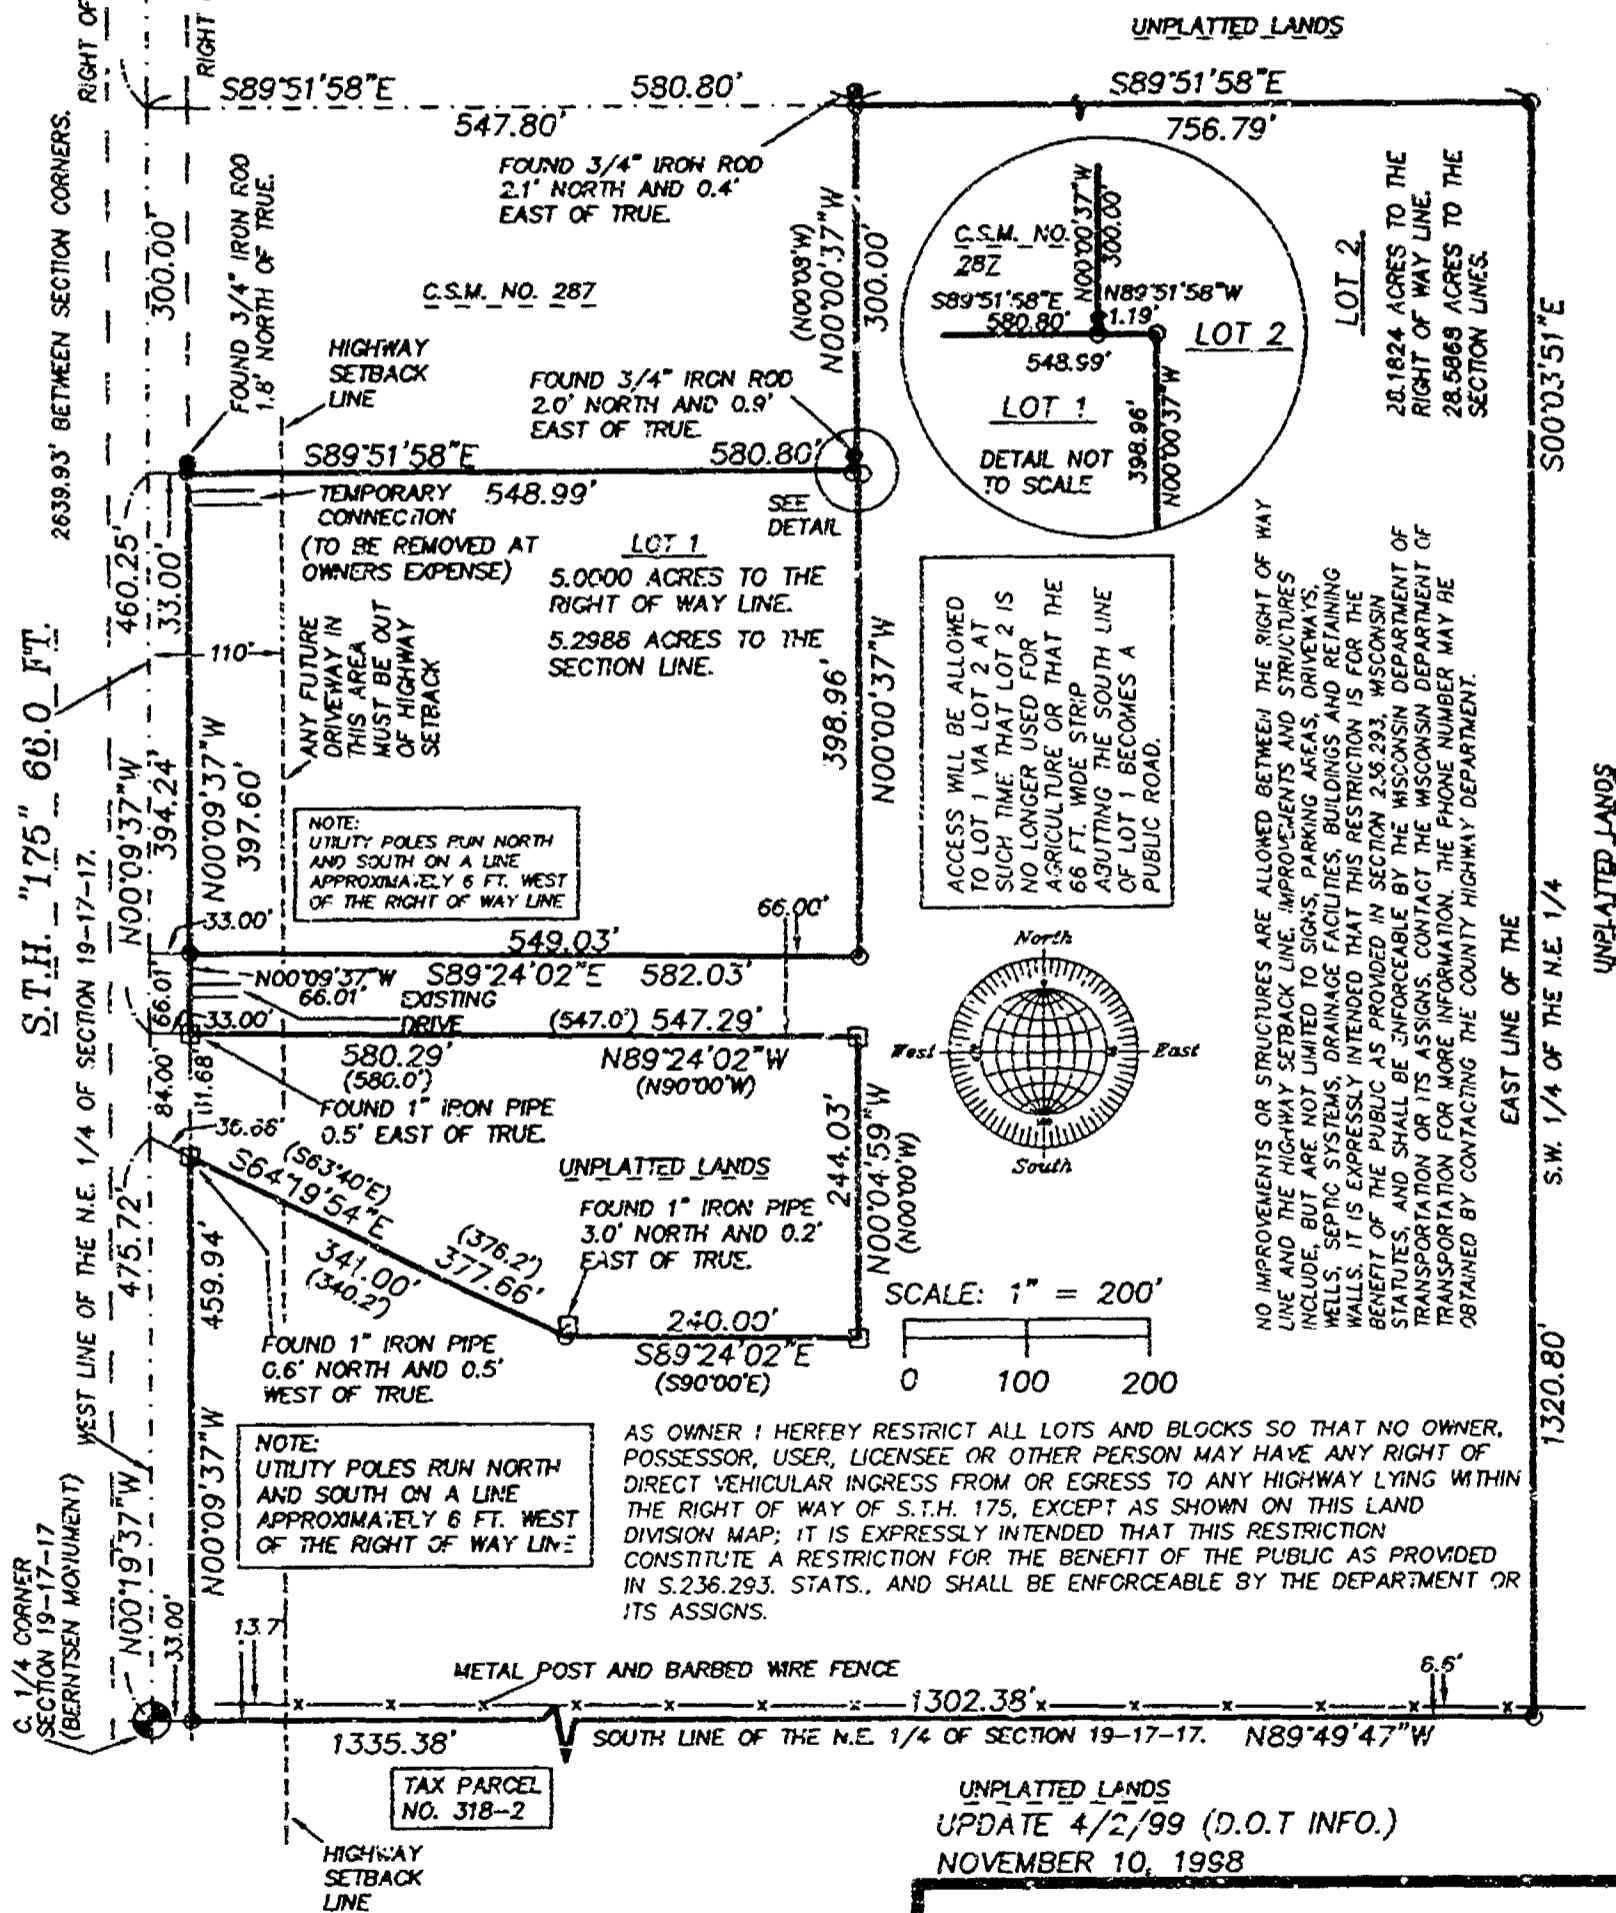 UNPLATTED LANDS
RIGHT OF
RIGHT
S89°51'58"E
580.80'
547.80'
S89°51'58"E
756.79'
2639.93' BETWEEN SECTION CORNERS.
300.00'
FOUND 3/4" IRON ROD
1.8' NORTH OF TRUE.
FOUND 3/4" IRON ROD
2.1' NORTH AND 0.4'
EAST OF TRUE.
C.S.M. NO. 287
(N00°08'W)
N00°00'37"W
300.00'
HIGHWAY
SETBACK
LINE
FOUND 3/4" IRON ROD
2.0' NORTH AND 0.9'
EAST OF TRUE.
C.S.M. NO.
287
N00°00'37"W
300.00'
S89°51'58"E
580.80'
N89°51'58"W
1.19'
LOT 2
548.99'
LOT 1
398.96'
N00°00'37"W
DETAIL NOT
TO SCALE
LOT 2
28.1824 ACRES TO THE
RIGHT OF WAY LINE.
28.5868 ACRES TO THE
SECTION LINES.
S00°03'51"E
S89°51'58"E
580.80'
548.99'
SEE
DETAIL
TEMPORARY
CONNECTION
(TO BE REMOVED AT
OWNERS EXPENSE)
LOT 1
5.0000 ACRES TO THE
RIGHT OF WAY LINE.
5.2988 ACRES TO THE
SECTION LINE.
460.25'
33.00'
110'
S.T.H. "175" 66.0 FT.
ANY FUTURE
DRIVEWAY IN
THIS AREA
MUST BE OUT
OF HIGHWAY
SETBACK
N00°09'37"W
394.24'
N00°09'37"W
397.60'
398.96'
N00°00'37"W
ACCESS WILL BE ALLOWED
TO LOT 1 VIA LOT 2 AT
SUCH TIME THAT LOT 2 IS
NO LONGER USED FOR
AGRICULTURE OR THAT THE
66 FT. WIDE STRIP
ABUTTING THE SOUTH LINE
OF LOT 1 BECOMES A
PUBLIC ROAD.
NO IMPROVEMENTS OR STRUCTURES ARE ALLOWED BETWEEN THE RIGHT OF WAY
LINE AND THE HIGHWAY SETBACK LINE. IMPROVEMENTS AND STRUCTURES
INCLUDE, BUT ARE NOT LIMITED TO SIGNS, PARKING AREAS, DRIVEWAYS,
WELLS, SEPTIC SYSTEMS, DRAINAGE FACILITIES, BUILDINGS AND RETAINING
WALLS. IT IS EXPRESSLY INTENDED THAT THIS RESTRICTION IS FOR THE
BENEFIT OF THE PUBLIC AS PROVIDED IN SECTION 236.293, WISCONSIN
STATUTES, AND SHALL BE ENFORCEABLE BY THE WISCONSIN DEPARTMENT OF
TRANSPORTATION OR ITS ASSIGNS. CONTACT THE WISCONSIN DEPARTMENT OF
TRANSPORTATION FOR MORE INFORMATION. THE PHONE NUMBER MAY BE
OBTAINED BY CONTACTING THE COUNTY HIGHWAY DEPARTMENT.
UNPLATTED LANDS
EAST LINE OF THE
S.W. 1/4 OF THE N.E. 1/4
1320.80'
NOTE:
UTILITY POLES RUN NORTH
AND SOUTH ON A LINE
APPROXIMATELY 6 FT. WEST
OF THE RIGHT OF WAY LINE
33.00'
549.03'
66.00'
S89°24'02"E 582.03'
N00°09'37"W
66.01'
EXISTING
DRIVE
66.01'
33.00'
(547.0') 547.29'
580.29'
(580.0')
N89°24'02"W
(N90°00'W)
FOUND 1" IRON PIPE
0.5' EAST OF TRUE.
84.00'
36.66'
(S63°40'E)
S64°19'54"E
341.00'
(340.2')
(376.2')
377.66'
UNPLATTED LANDS
FOUND 1" IRON PIPE
3.0' NORTH AND 0.2'
EAST OF TRUE.
244.03'
N00°04'59"W
(N00°00'W)
North
West
East
South
240.00'
S89°24'02"E
(S90°00'E)
SCALE: 1" = 200'
0 100 200
FOUND 1" IRON PIPE
0.6' NORTH AND 0.5'
WEST OF TRUE.
WEST LINE OF THE N.E. 1/4 OF SECTION 19-17-17.
475.72'
459.94'
N00°19'37"W
N00°09'37"W
33.00'
C. 1/4 CORNER
SECTION 19-17-17
(BERNTSEN MONUMENT)
NOTE:
UTILITY POLES RUN NORTH
AND SOUTH ON A LINE
APPROXIMATELY 6 FT. WEST
OF THE RIGHT OF WAY LINE
AS OWNER I HEREBY RESTRICT ALL LOTS AND BLOCKS SO THAT NO OWNER,
POSSESSOR, USER, LICENSEE OR OTHER PERSON MAY HAVE ANY RIGHT OF
DIRECT VEHICULAR INGRESS FROM OR EGRESS TO ANY HIGHWAY LYING WITHIN
THE RIGHT OF WAY OF S.T.H. 175, EXCEPT AS SHOWN ON THIS LAND
DIVISION MAP; IT IS EXPRESSLY INTENDED THAT THIS RESTRICTION
CONSTITUTE A RESTRICTION FOR THE BENEFIT OF THE PUBLIC AS PROVIDED
IN S.236.293. STATS., AND SHALL BE ENFORCEABLE BY THE DEPARTMENT OR
ITS ASSIGNS.
13.7
METAL POST AND BARBED WIRE FENCE
6.6'
1302.38'
1335.38'
SOUTH LINE OF THE N.E. 1/4 OF SECTION 19-17-17. N89°49'47"W
TAX PARCEL
NO. 318-2
HIGHWAY
SETBACK
LINE
UNPLATTED LANDS
UPDATE 4/2/99 (D.O.T INFO.)
NOVEMBER 10, 1998